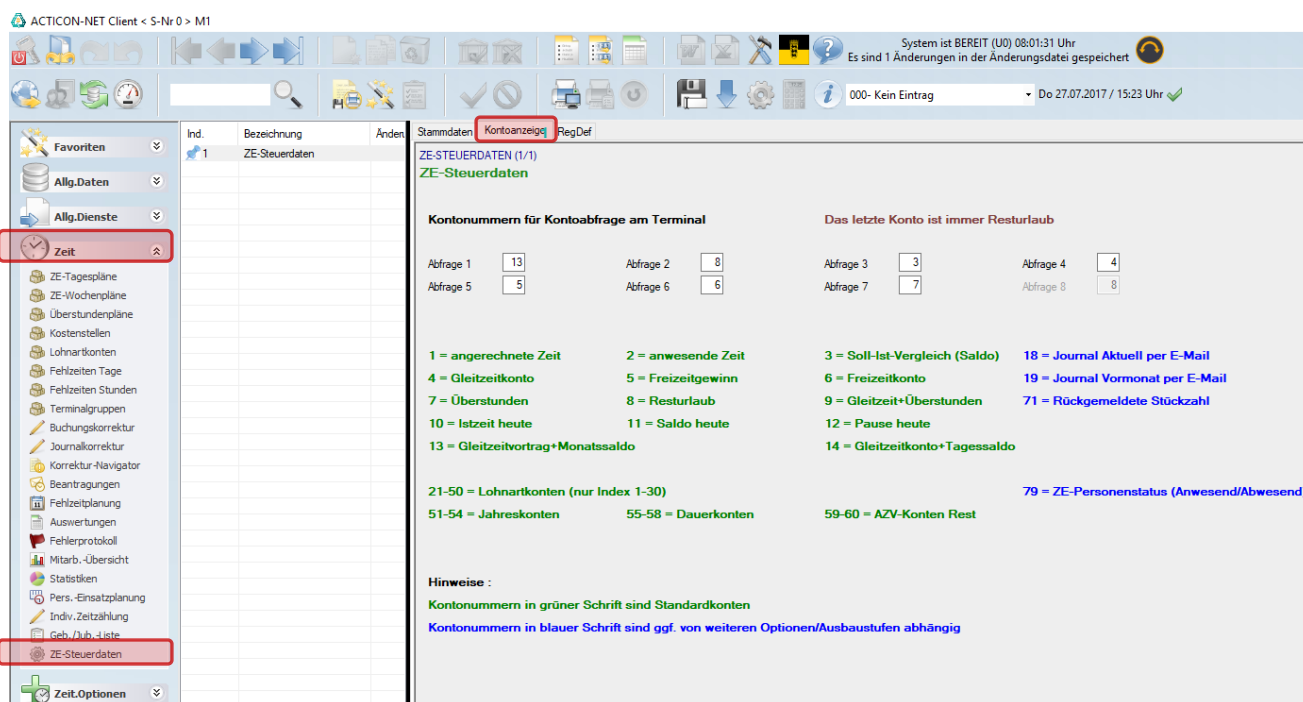 ACTICON-NET Client < S-Nr 0 > M1
System ist BEREIT (U0) 08:01:31 Uhr
Es sind 1 Änderungen in der Änderungsdatei gespeichert
000- Kein Eintrag
Do 27.07.2017 / 15:23 Uhr
Favoriten
Allg.Daten
Allg.Dienste
Zeit
ZE-Tagespläne
ZE-Wochenpläne
Überstundenpläne
Kostenstellen
Lohnartkonten
Fehlzeiten Tage
Fehlzeiten Stunden
Terminalgruppen
Buchungskorrektur
Journalkorrektur
Korrektur-Navigator
Beantragungen
Fehlzeitplanung
Auswertungen
Fehlerprotokoll
Mitarb.-Übersicht
Statistiken
Pers.-Einsatzplanung
Indiv.Zeitzählung
Geb./Jub.-Liste
ZE-Steuerdaten
Zeit.Optionen
Ind. Bezeichnung Änden
1 ZE-Steuerdaten
Stammdaten Kontoanzeige RegDef
ZE-STEUERDATEN (1/1)
ZE-Steuerdaten
Kontonummern für Kontoabfrage am Terminal Das letzte Konto ist immer Resturlaub
Abfrage 1 13 Abfrage 2 8 Abfrage 3 3 Abfrage 4 4
Abfrage 5 5 Abfrage 6 6 Abfrage 7 7 Abfrage 8 8
1 = angerechnete Zeit 2 = anwesende Zeit 3 = Soll-Ist-Vergleich (Saldo) 18 = Journal Aktuell per E-Mail
4 = Gleitzeitkonto 5 = Freizeitgewinn 6 = Freizeitkonto 19 = Journal Vormonat per E-Mail
7 = Überstunden 8 = Resturlaub 9 = Gleitzeit+Überstunden 71 = Rückgemeldete Stückzahl
10 = Istzeit heute 11 = Saldo heute 12 = Pause heute
13 = Gleitzeitvortrag+Monatssaldo 14 = Gleitzeitkonto+Tagessaldo
21-50 = Lohnartkonten (nur Index 1-30) 79 = ZE-Personenstatus (Anwesend/Abwesend
51-54 = Jahreskonten 55-58 = Dauerkonten 59-60 = AZV-Konten Rest
Hinweise :
Kontonummern in grüner Schrift sind Standardkonten
Kontonummern in blauer Schrift sind ggf. von weiteren Optionen/Ausbaustufen abhängig